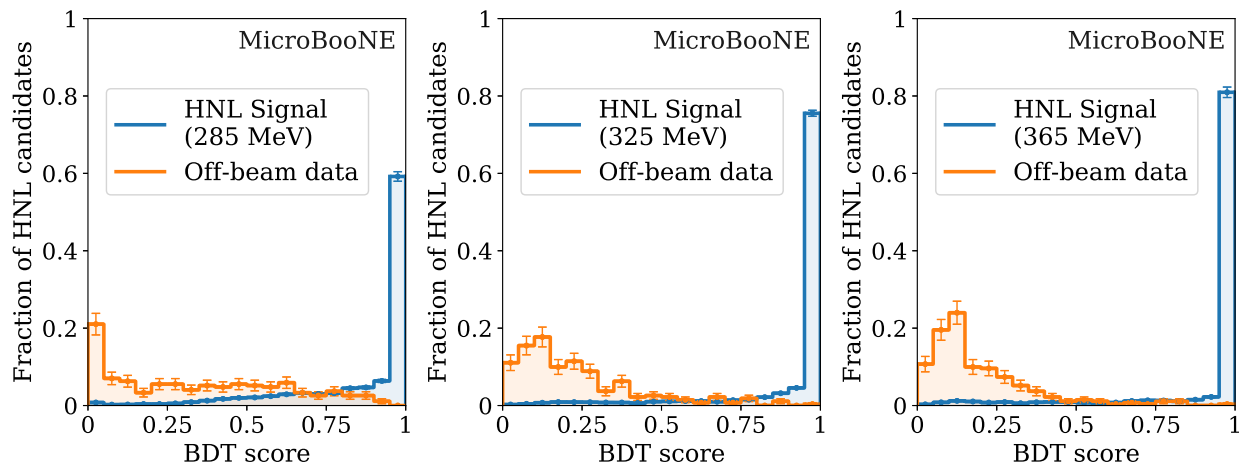 Fraction of HNL candidates
1
0.8
0.6
0.4
0.2
0
MicroBooNE
HNL Signal
(285 MeV)
Off-beam data
0 0.25 0.5 0.75 1
BDT score
Fraction of HNL candidates
1
0.8
0.6
0.4
0.2
0
MicroBooNE
HNL Signal
(325 MeV)
Off-beam data
0 0.25 0.5 0.75 1
BDT score
Fraction of HNL candidates
1
0.8
0.6
0.4
0.2
0
MicroBooNE
HNL Signal
(365 MeV)
Off-beam data
0 0.25 0.5 0.75 1
BDT score